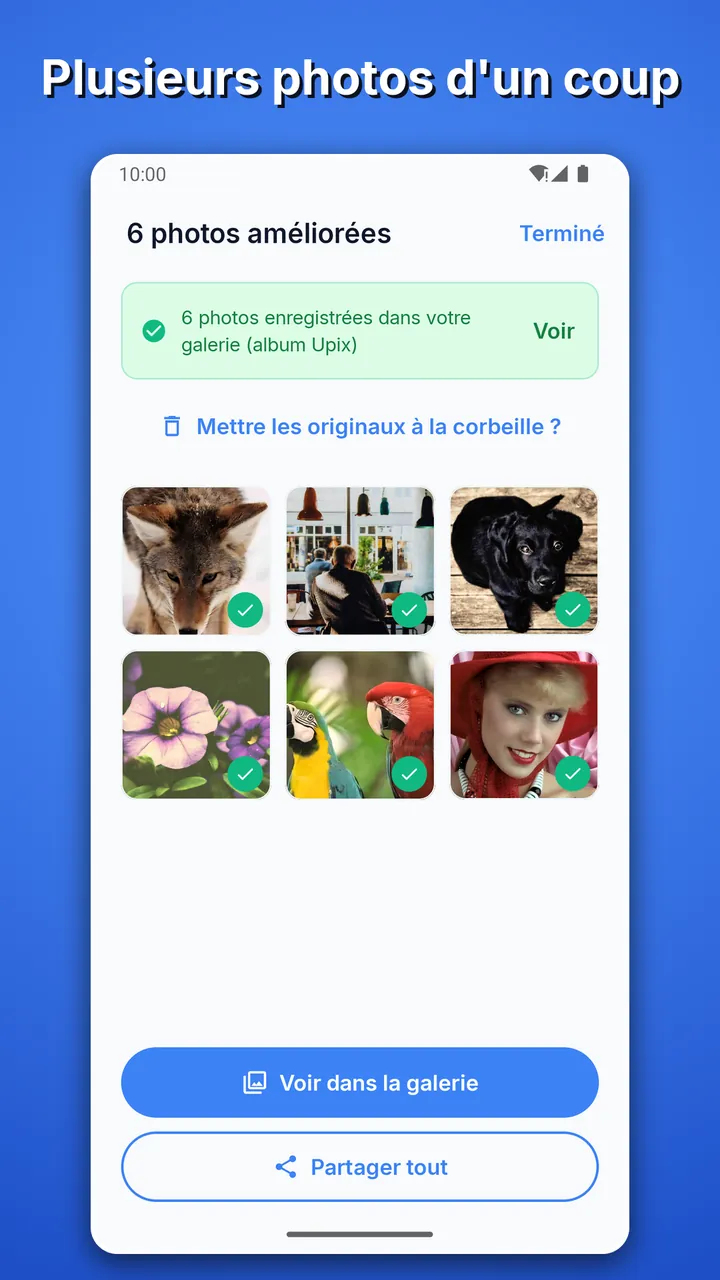 Plusieurs photos d'un coup
10:00
6 photos améliorées
Terminé
6 photos enregistrées dans votre
galerie (album Upix)
Voir
Mettre les originaux à la corbeille ?
Voir dans la galerie
Partager tout